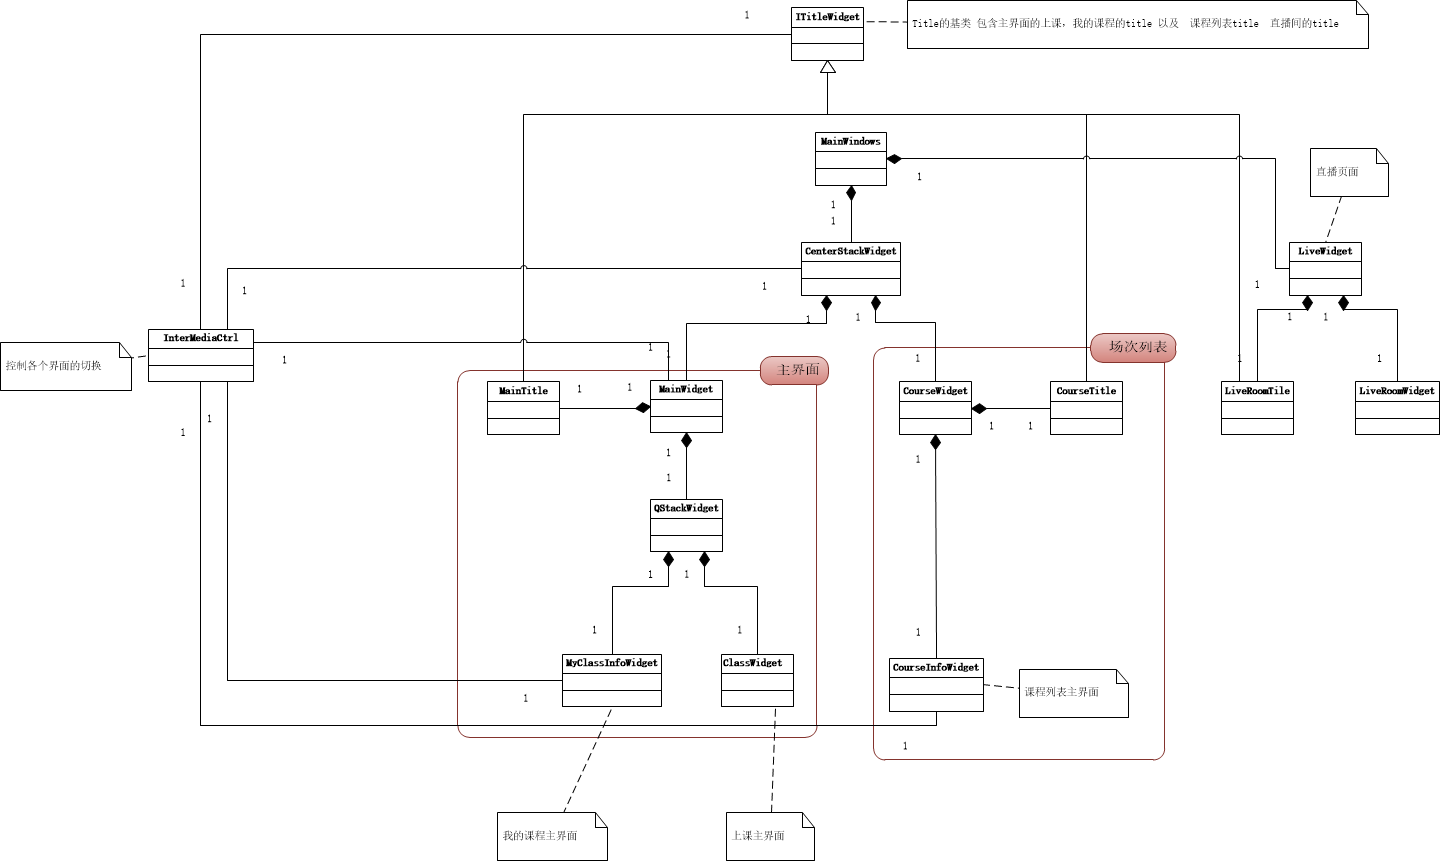 1
ITitleWidget
Title的基类 包含主界面的上课，我的课程的title 以及 课程列表title 直播间的title
MainWindows
1
直播页面
1
1
CenterStackWidget
LiveWidget
1
1
1
1
1
1
1
1
1
InterMediaCtrl
控制各个界面的切换
1
1
1
1
1
1
场次列表
主界面
MainTitle
1
1
MainWidget
CourseWidget
CourseTitle
LiveRoomTile
LiveRoomWidget
1
1
1
1
1
1
1
1
QStackWidget
1
1
1
1
1
MyClassInfoWidget
ClassWidget
CourseInfoWidget
1
课程列表主界面
1
我的课程主界面
上课主界面